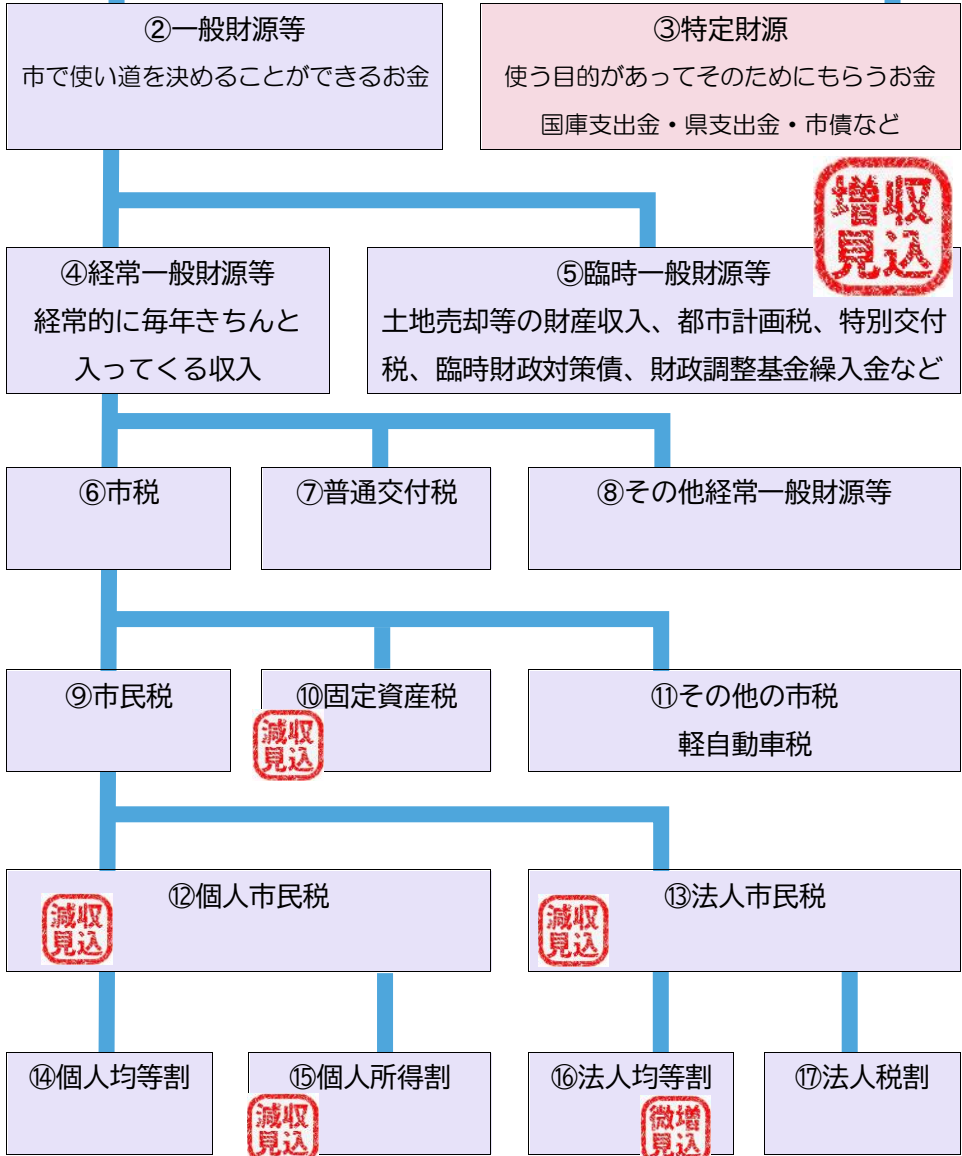 ②一般財源等
市で使い道を決めることができるお金
③特定財源
使う目的があってそのためにもらうお金
国庫支出金・県支出金・市債など
増収
見込
④経常一般財源等
経常的に毎年きちんと
入ってくる収入
⑤臨時一般財源等
土地売却等の財産収入、都市計画税、特別交付
税、臨時財政対策債、財政調整基金繰入金など
⑥市税
⑦普通交付税
⑧その他経常一般財源等
⑨市民税
⑩固定資産税
減収
見込
⑪その他の市税
軽自動車税
⑫個人市民税
減収
見込
⑬法人市民税
減収
見込
⑭個人均等割
⑮個人所得割
減収
見込
⑯法人均等割
微増
見込
⑰法人税割